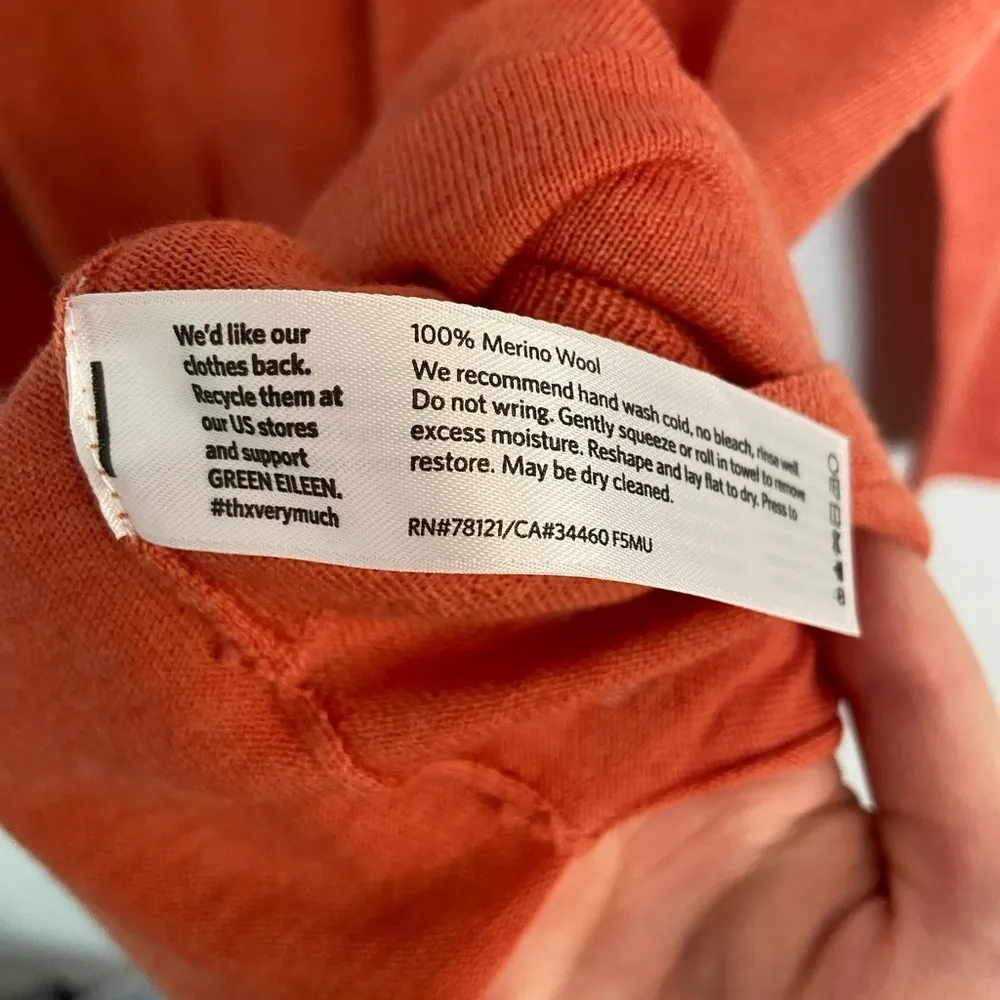 We'd like our
clothes back.
Recycle them at
our US stores
and support
GREEN EILEEN.
#thxverymuch
100% Merino Wool
We recommend hand wash cold, no bleach, rinse well.
Do not wring. Gently squeeze or roll in towel to remove
excess moisture. Reshape and lay flat to dry. Press to
restore. May be dry cleaned.
RN#78121/CA#34460 F5MU